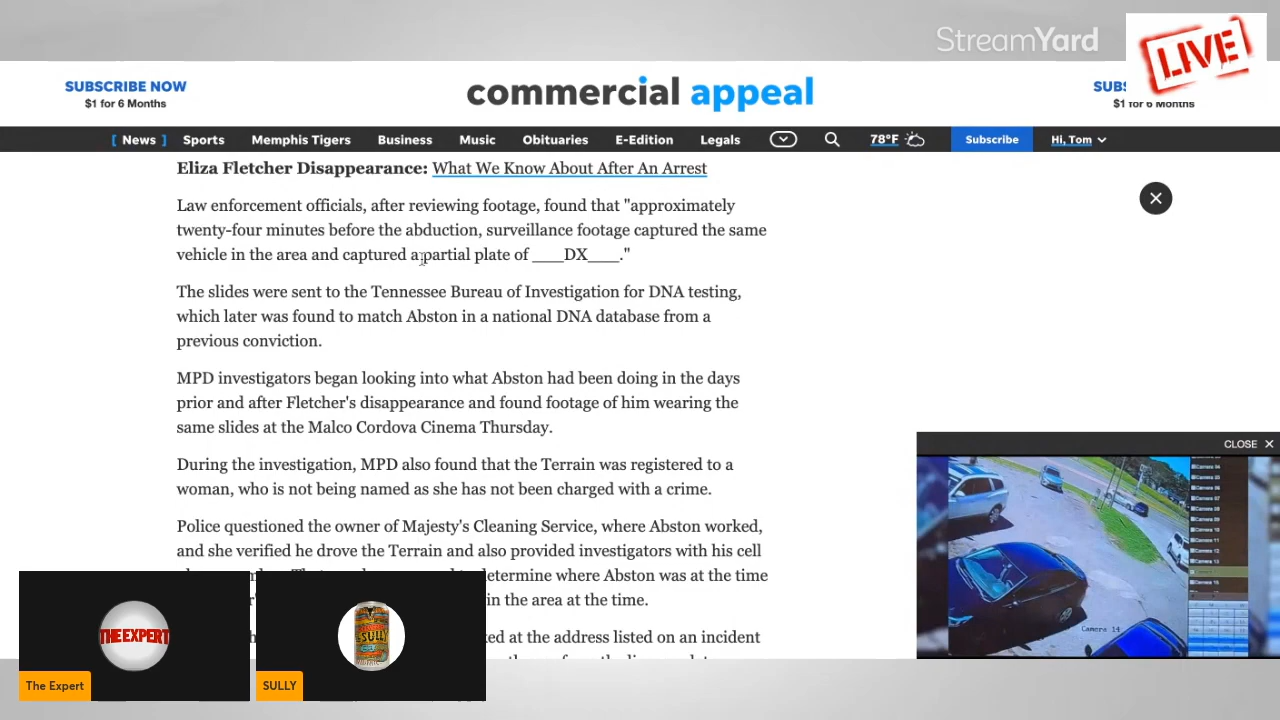 StreamYard
LIVE
SUBSCRIBE NOW
$1 for 6 Months
commercial appeal
SUBS
$1 for 6 Months
[ News ] Sports Memphis Tigers Business Music Obituaries E-Edition Legals 78°F Subscribe Hi, Tom
Eliza Fletcher Disappearance: What We Know About After An Arrest
Law enforcement officials, after reviewing footage, found that "approximately
twenty-four minutes before the abduction, surveillance footage captured the same
vehicle in the area and captured a partial plate of ___DX___."
The slides were sent to the Tennessee Bureau of Investigation for DNA testing,
which later was found to match Abston in a national DNA database from a
previous conviction.
MPD investigators began looking into what Abston had been doing in the days
prior and after Fletcher's disappearance and found footage of him wearing the
same slides at the Malco Cordova Cinema Thursday.
During the investigation, MPD also found that the Terrain was registered to a
woman, who is not being named as she has not been charged with a crime.
Police questioned the owner of Majesty's Cleaning Service, where Abston worked,
and she verified he drove the Terrain and also provided investigators with his cell
determine where Abston was at the time
in the area at the time.
at the address listed on an incident
CLOSE ×
Camera 14
THE EXPERT
SULLY
The Expert
SULLY